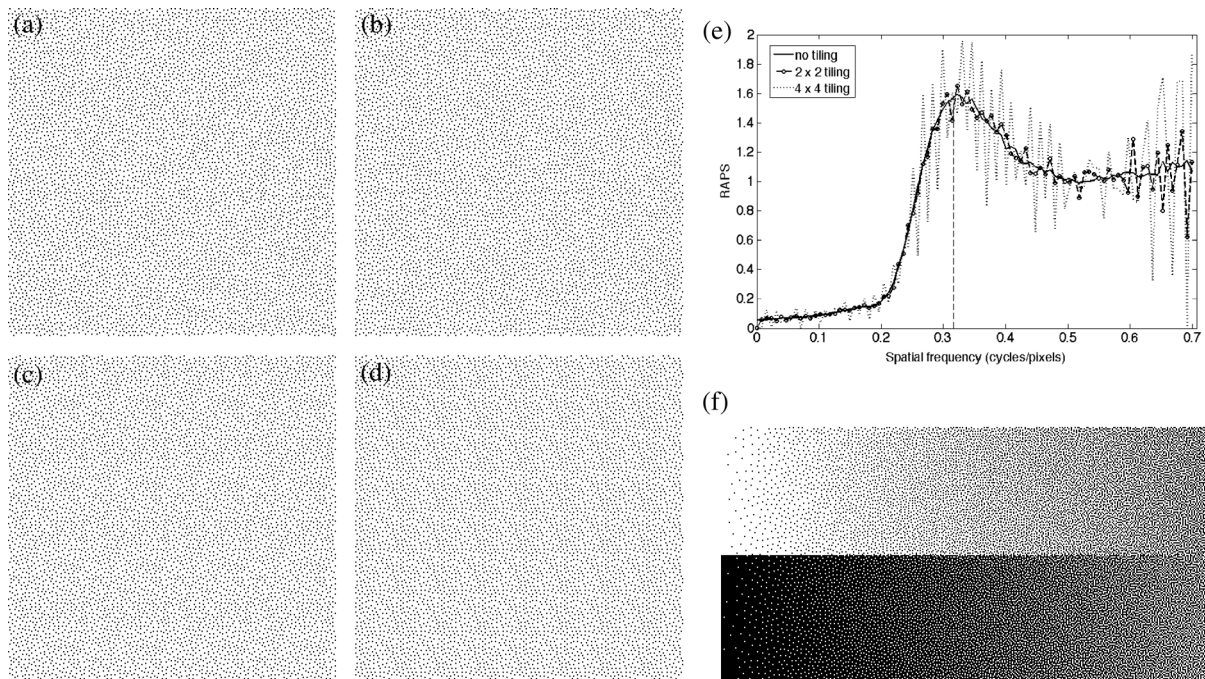 (a)
(b)
(c)
(d)
(e)
2
1.8
1.6
1.4
1.2
1.0
0.8
0.6
0.4
0.2
0
RAPS
no tiling
2 x 2 tiling
4 x 4 tiling
0 0.1 0.2 0.3 0.4 0.5 0.6 0.7
Spatial frequency (cycles/pixels)
(f)